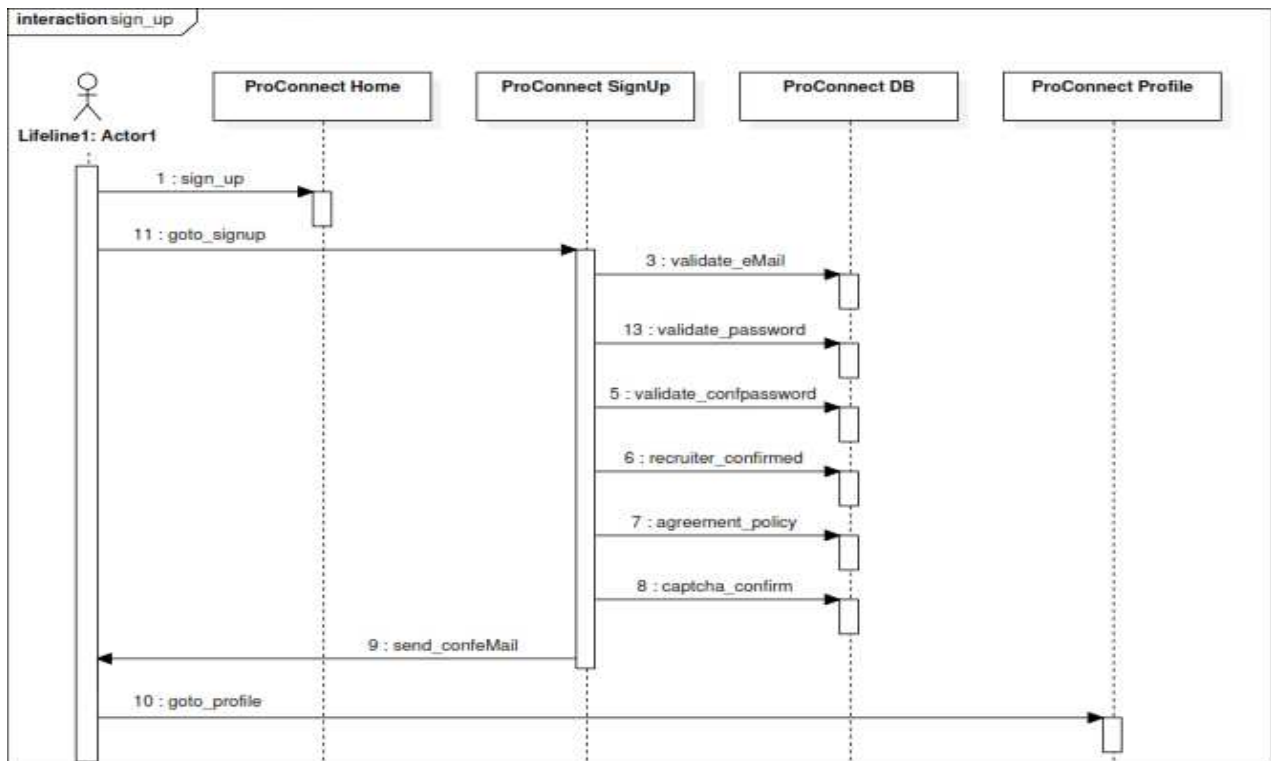 interaction sign_up
ProConnect Home
ProConnect SignUp
ProConnect DB
ProConnect Profile
Lifeline1: Actor1
1 : sign_up
11 : goto_signup
3 : validate_eMail
13 : validate_password
5 : validate_confpassword
6 : recruiter_confirmed
7 : agreement_policy
8 : captcha_confirm
9 : send_confeMail
10 : goto_profile